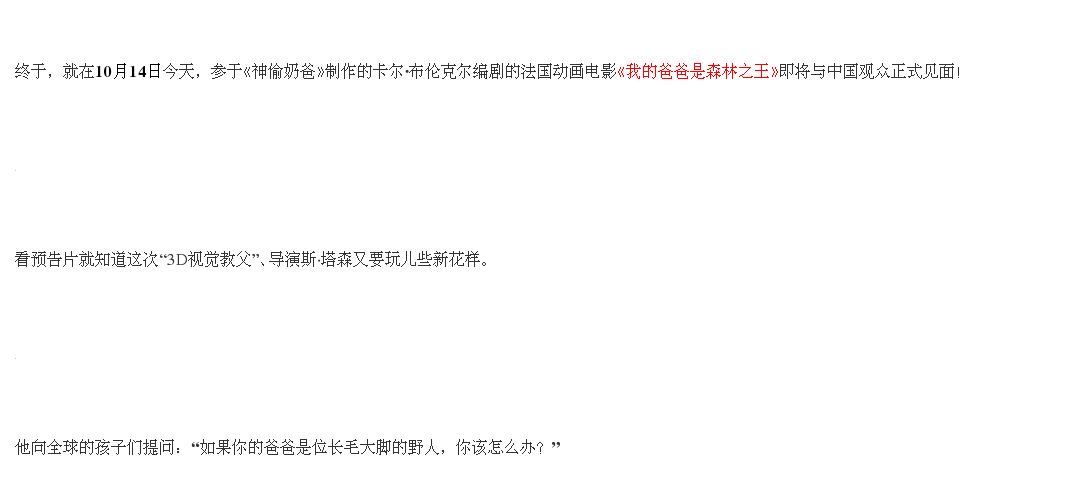 终于，就在10月14日今天，参于《神偷奶爸》制作的卡尔·布伦克尔编剧的法国动画电影《我的爸爸是森林之王》即将与中国观众正式见面！
看预告片就知道这次“3D视觉教父”、导演斯·塔森又要玩儿些新花样。
他向全球的孩子们提问：“如果你的爸爸是位长毛大脚的野人，你该怎么办？”